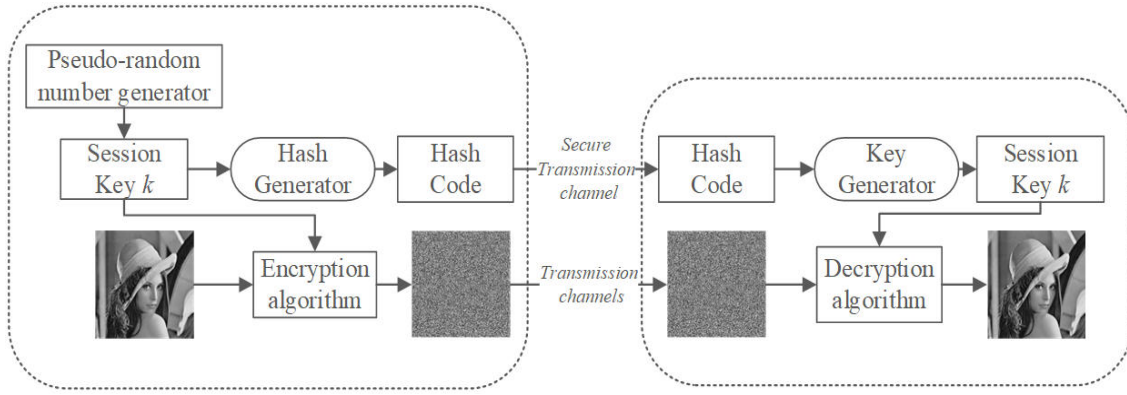 Pseudo-random
number generator
Session
Key k
Hash
Generator
Hash
Code
Secure
Transmission
channel
Hash
Code
Key
Generator
Session
Key k
Encryption
algorithm
Transmission
channels
Decryption
algorithm